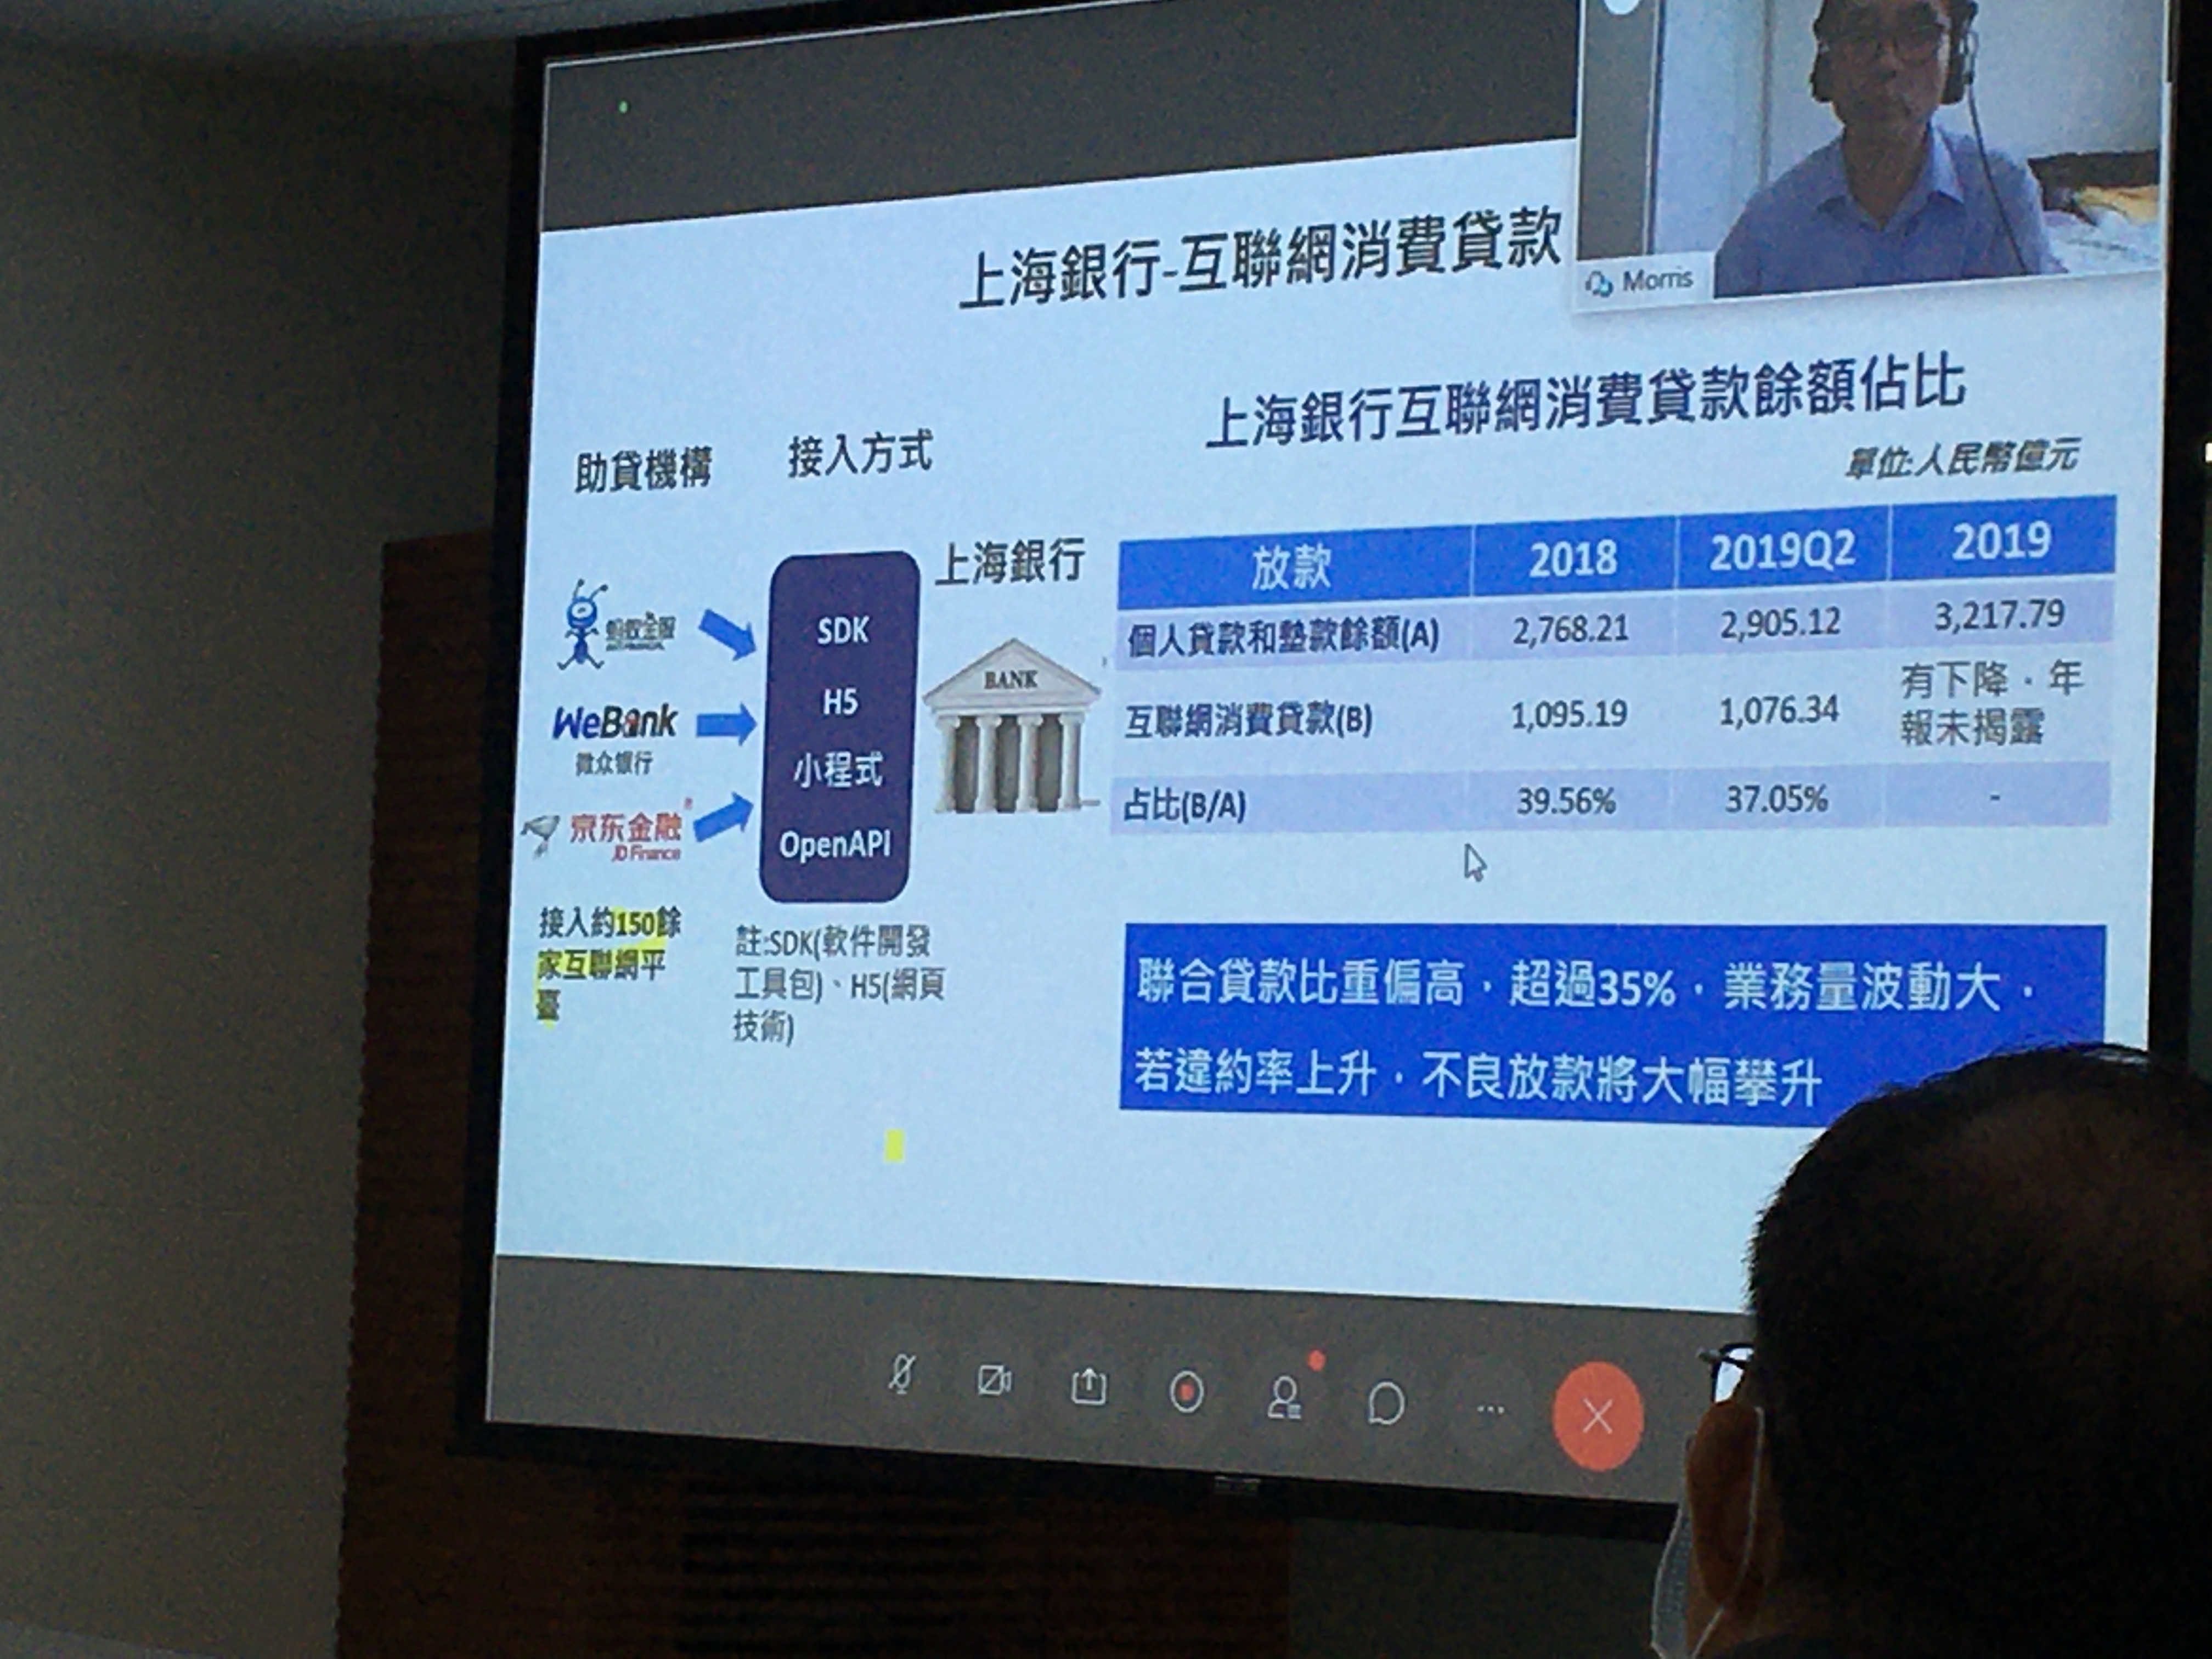 Morris
上海銀行-互聯網消費貸款
上海銀行互聯網消費貸款餘額佔比
單位:人民幣億元
助貸機構
接入方式
上海銀行
蚂蚁金服
WeBank
微众银行
京东金融
JD Finance
接入約150餘
家互聯網平
臺
SDK
H5
小程式
OpenAPI
註:SDK(軟件開發
工具包)、H5(網頁
技術)
BANK
放款 2018 2019Q2 2019
個人貸款和墊款餘額(A) 2,768.21 2,905.12 3,217.79
互聯網消費貸款(B) 1,095.19 1,076.34 有下降，年
報未揭露
占比(B/A) 39.56% 37.05% -
聯合貸款比重偏高，超過35%，業務量波動大，
若違約率上升，不良放款將大幅攀升